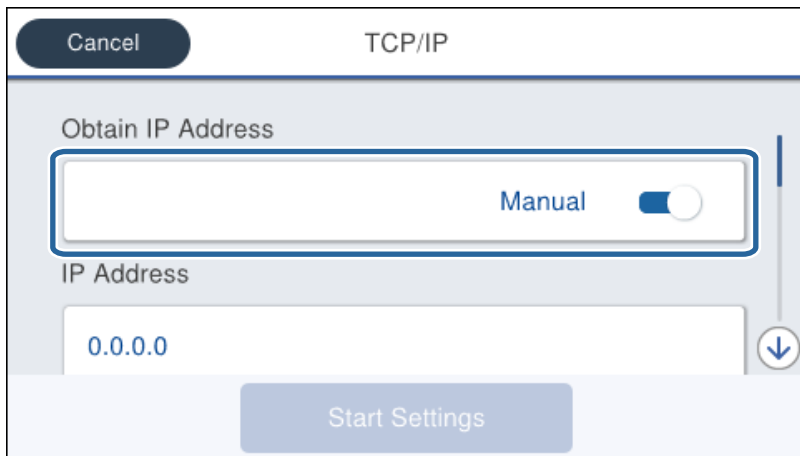 Cancel TCP/IP
Obtain IP Address
Manual
IP Address
0.0.0.0
Start Settings